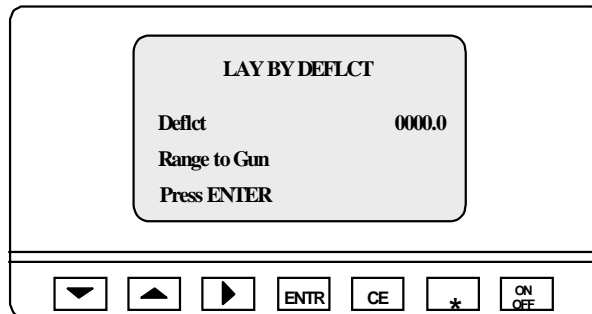 LAY BY DEFLCT
Deflct 0000.0
Range to Gun
Press ENTER
ENTR CE * ON
OFF